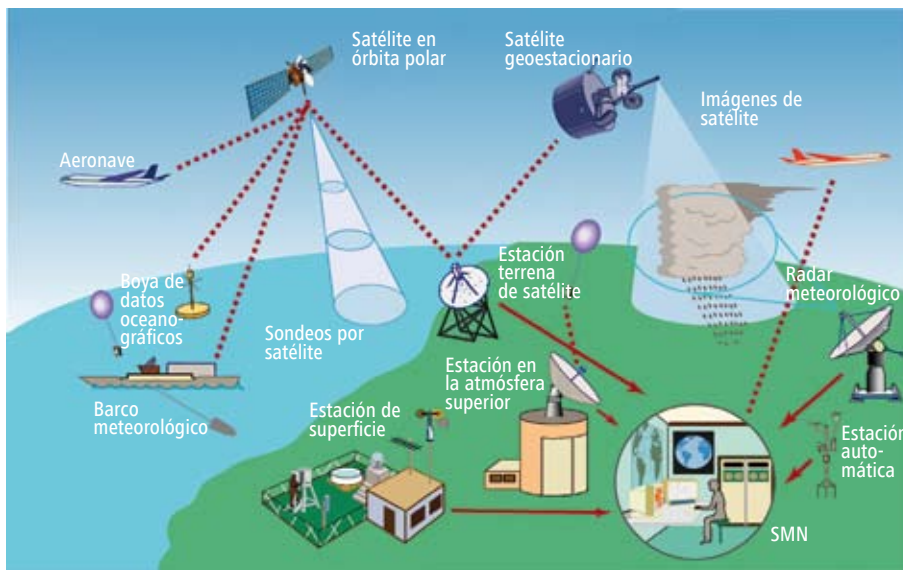 Satélite en
órbita polar
Satélite
geoestacionario
Imágenes de
satélite
Aeronave
Boya de
datos
oceano-
gráficos
Estación
terrena
de satélite
Radar
meteorológico
Sondeos por
satélite
Barco
meteorológico
Estación en
la atmósfera
superior
Estación de
superficie
Estación
auto-
mática
SMN